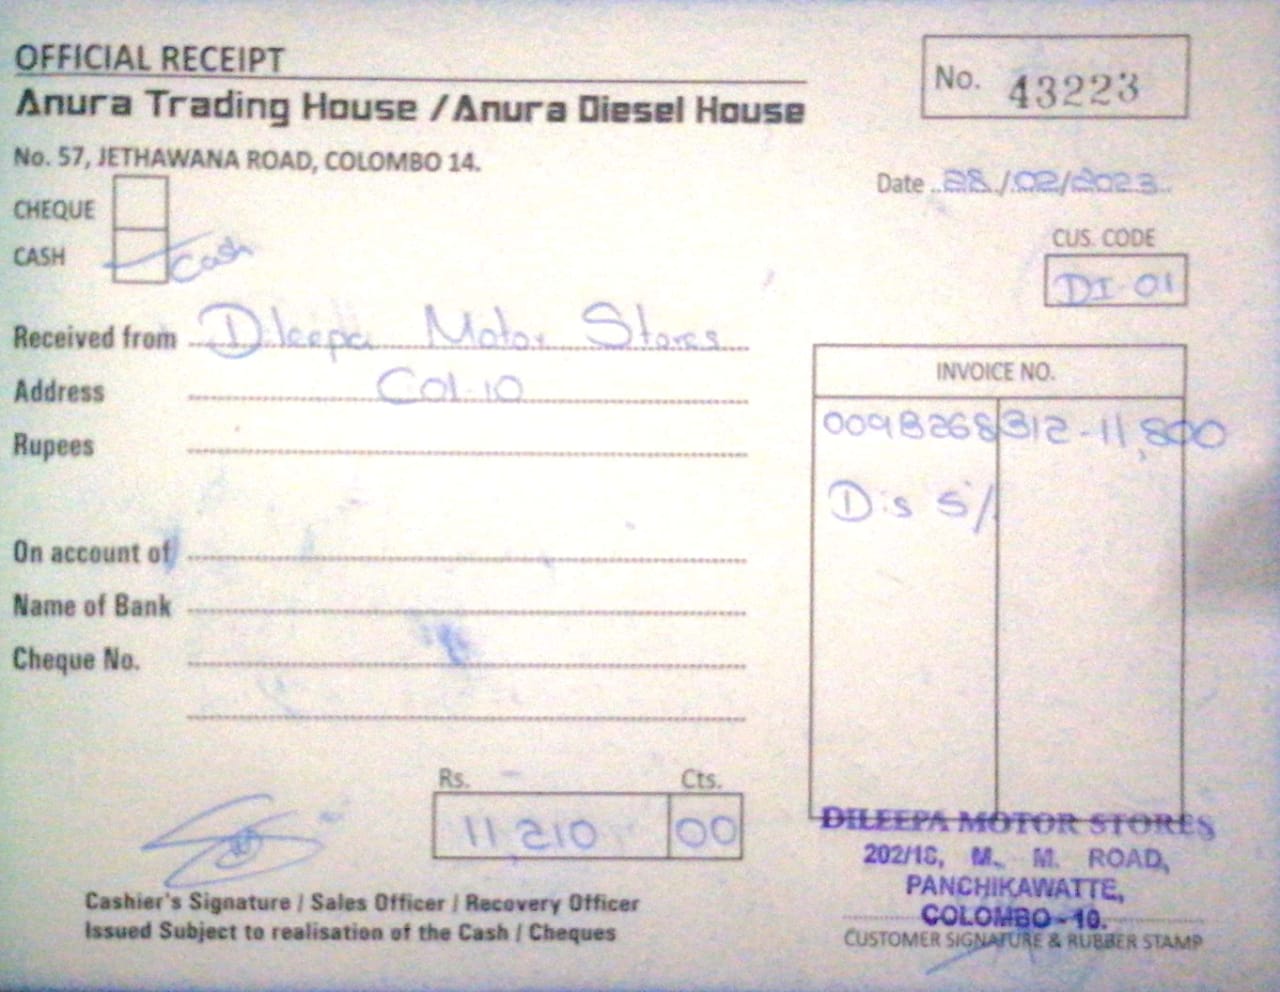 OFFICIAL RECEIPT
No. 43223
Anura Trading House / Anura Diesel House
No. 57, JETHAWANA ROAD, COLOMBO 14.
Date 28/02/2023
CHEQUE
CASH Cash
CUS. CODE
DI-01
Received from Dileepa Motor Stores
Address Col-10
Rupees
INVOICE NO.
0098268312-11,800
Dis 5%
On account of
Name of Bank
Cheque No.
Rs. Cts.
11,210 00
Cashier's Signature / Sales Officer / Recovery Officer
Issued Subject to realisation of the Cash / Cheques
DILEEPA MOTOR STORES
202/18, M. M. ROAD,
PANCHIKAWATTE,
COLOMBO - 10.
CUSTOMER SIGNATURE & RUBBER STAMP